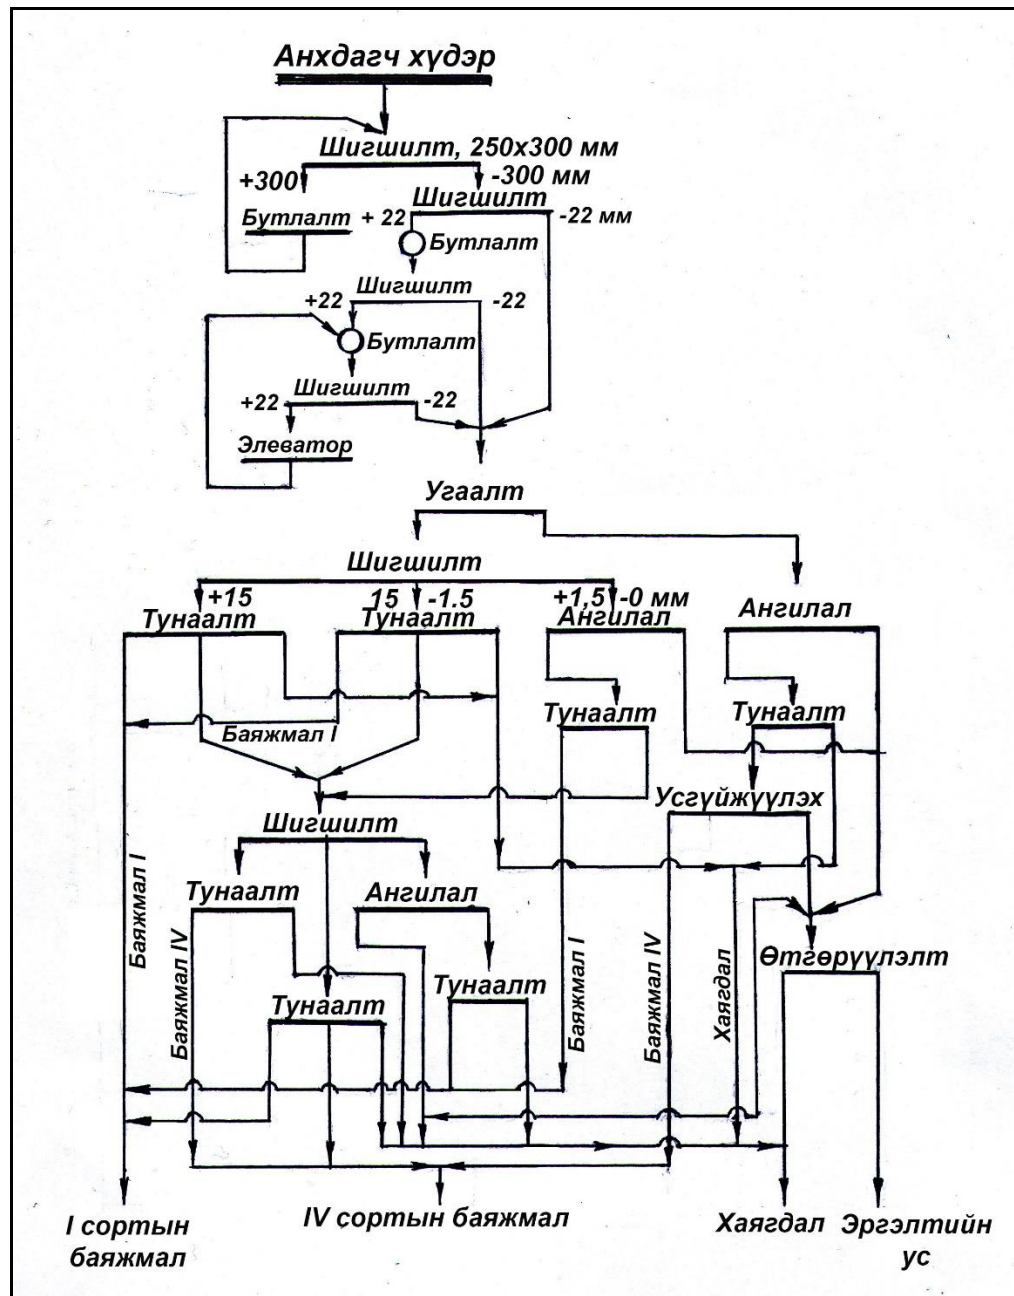 Анхдагч хүдэр
Шигшилт, 250x300 мм
+300
-300 мм
Шигшилт
Бутлалт
+ 22
-22 мм
Бутлалт
Шигшилт
+22
-22
Бутлалт
Шигшилт
+22
-22
Элеватор
Угаалт
Шигшилт
+15
15
-1.5
+1,5
-0 мм
Тунаалт
Тунаалт
Ангилал
Ангилал
Тунаалт
Тунаалт
Баяжмал I
Усгүйжүүлэх
Шигшилт
Тунаалт
Ангилал
Баяжмал I
Баяжмал IV
Тунаалт
Тунаалт
Баяжмал I
Баяжмал IV
Хаягдал
Өтгөрүүлэлт
I сортын
баяжмал
IV сортын баяжмал
Хаягдал
Эргэлтийн
ус